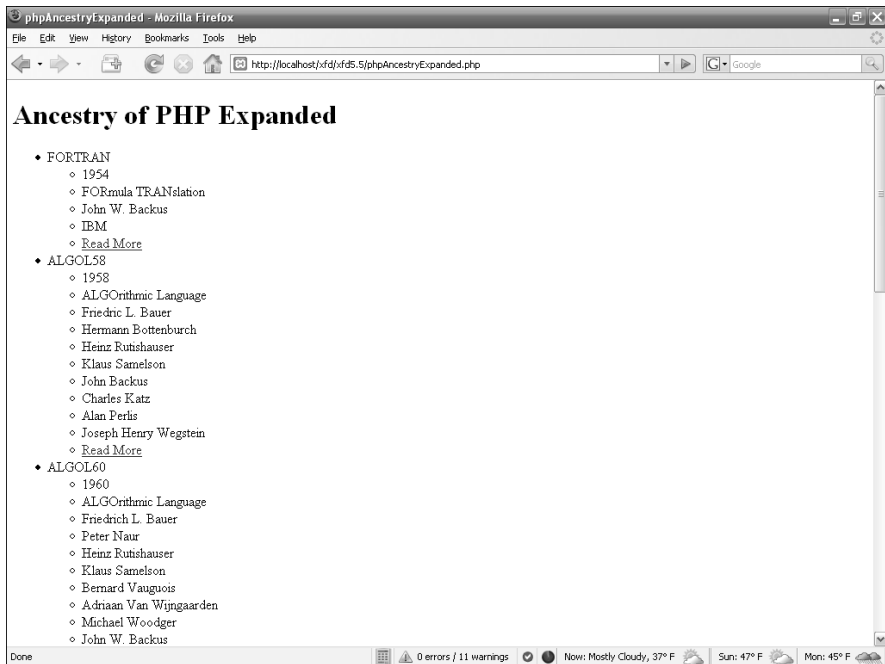 phpAncestryExpanded - Mozilla Firefox
File Edit View History Bookmarks Tools Help
http://localhost/xfd/xfd5.5/phpAncestryExpanded.php
G Google
Ancestry of PHP Expanded
FORTRAN
1954
FORmula TRANslation
John W. Backus
IBM
Read More
ALGOL58
1958
ALGOrithmic Language
Friedric L. Bauer
Hermann Bottenburch
Heinz Rutishauser
Klaus Samelson
John Backus
Charles Katz
Alan Perlis
Joseph Henry Wegstein
Read More
ALGOL60
1960
ALGOrithmic Language
Friedrich L. Bauer
Peter Naur
Heinz Rutishauser
Klaus Samelson
Bernard Vauguois
Adriaan Van Wijngaarden
Michael Woodger
John W. Backus
Done 0 errors / 11 warnings Now: Mostly Cloudy, 37° F Sun: 47° F Mon: 45° F